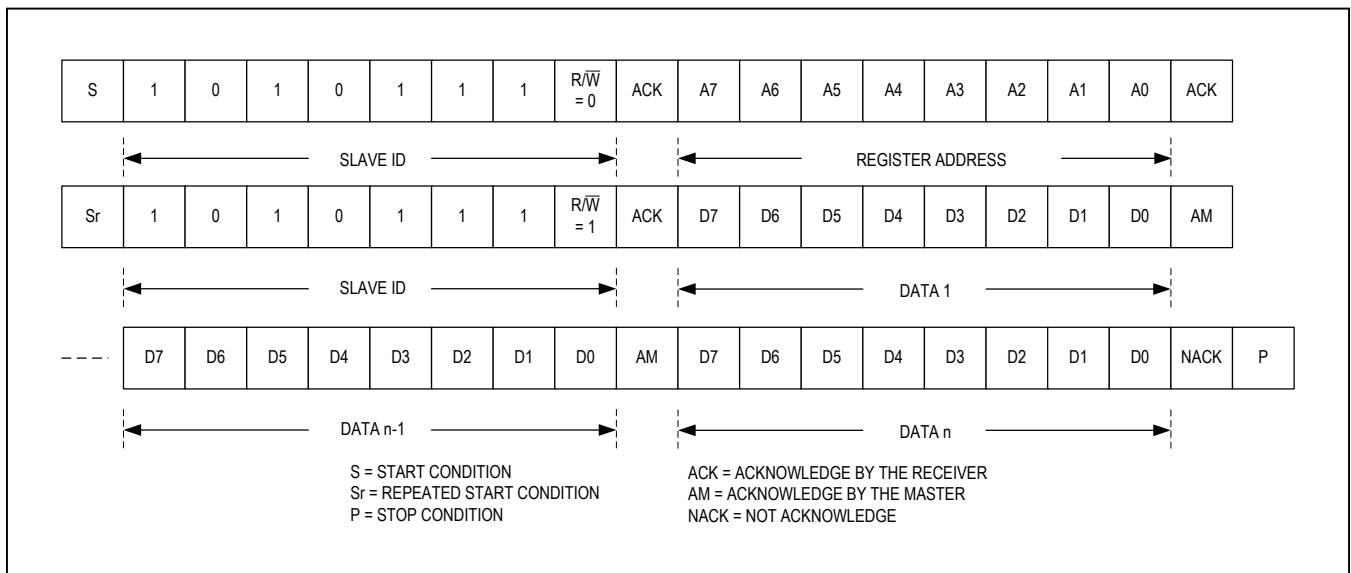 S 1 0 1 0 1 1 1 R/W̅ = 0 ACK A7 A6 A5 A4 A3 A2 A1 A0 ACK
SLAVE ID REGISTER ADDRESS
Sr 1 0 1 0 1 1 1 R/W̅ = 1 ACK D7 D6 D5 D4 D3 D2 D1 D0 AM
SLAVE ID DATA 1
D7 D6 D5 D4 D3 D2 D1 D0 AM D7 D6 D5 D4 D3 D2 D1 D0 NACK P
DATA n-1 DATA n
S = START CONDITION
Sr = REPEATED START CONDITION
P = STOP CONDITION
ACK = ACKNOWLEDGE BY THE RECEIVER
AM = ACKNOWLEDGE BY THE MASTER
NACK = NOT ACKNOWLEDGE